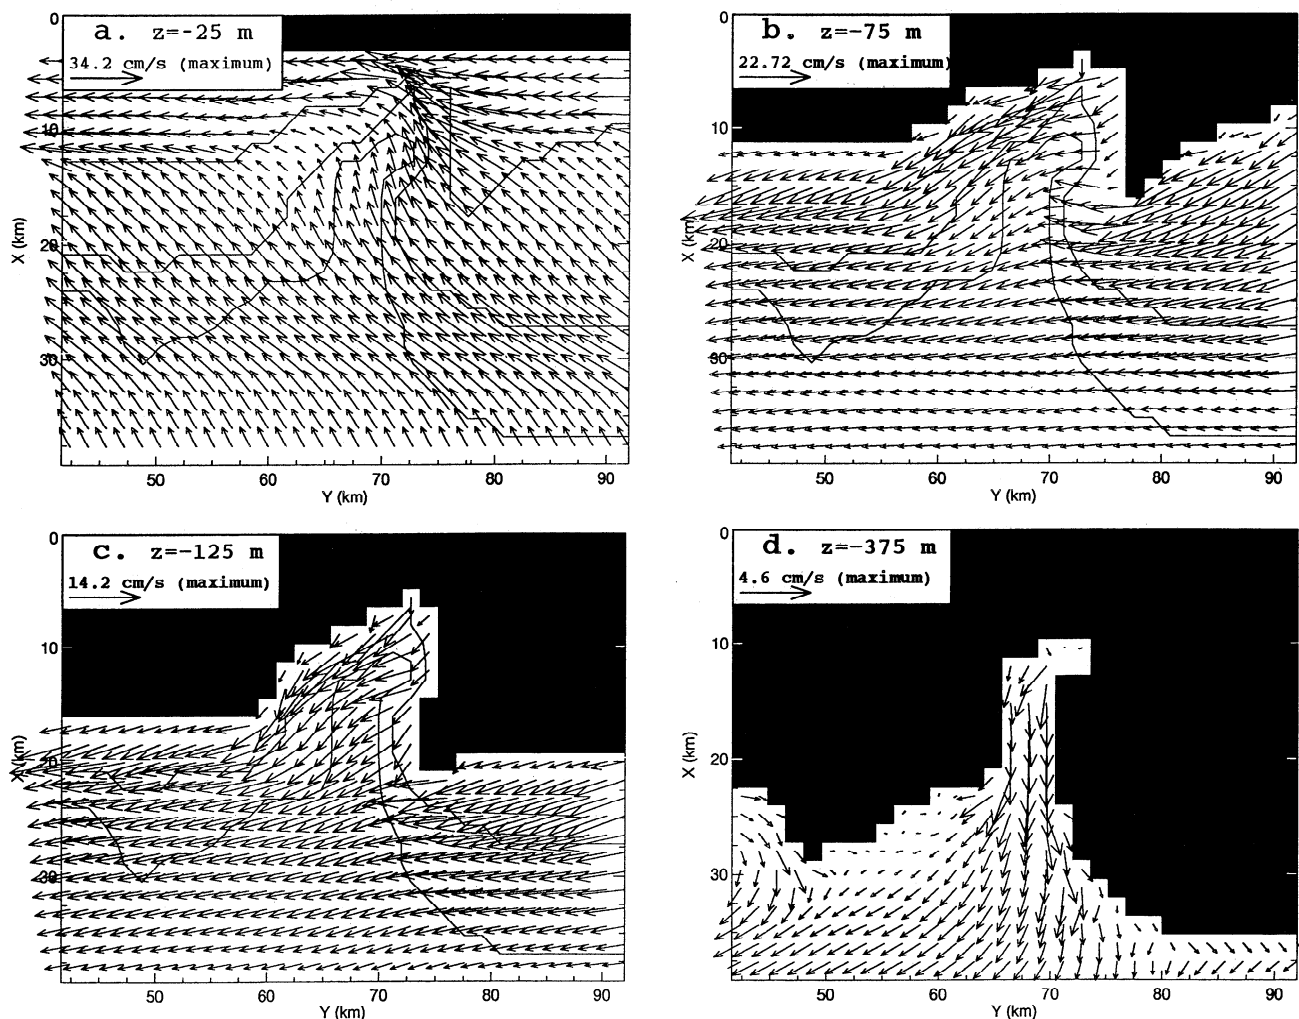 a. z=-25 m
34.2 cm/s (maximum)
0
10
20
30
X (km)
50
60
70
80
90
Y (km)
b. z=-75 m
22.72 cm/s (maximum)
0
10
20
30
X (km)
50
60
70
80
90
Y (km)
c. z=-125 m
14.2 cm/s (maximum)
0
10
20
30
X (km)
50
60
70
80
90
Y (km)
d. z=-375 m
4.6 cm/s (maximum)
0
10
20
30
X (km)
50
60
70
80
90
Y (km)